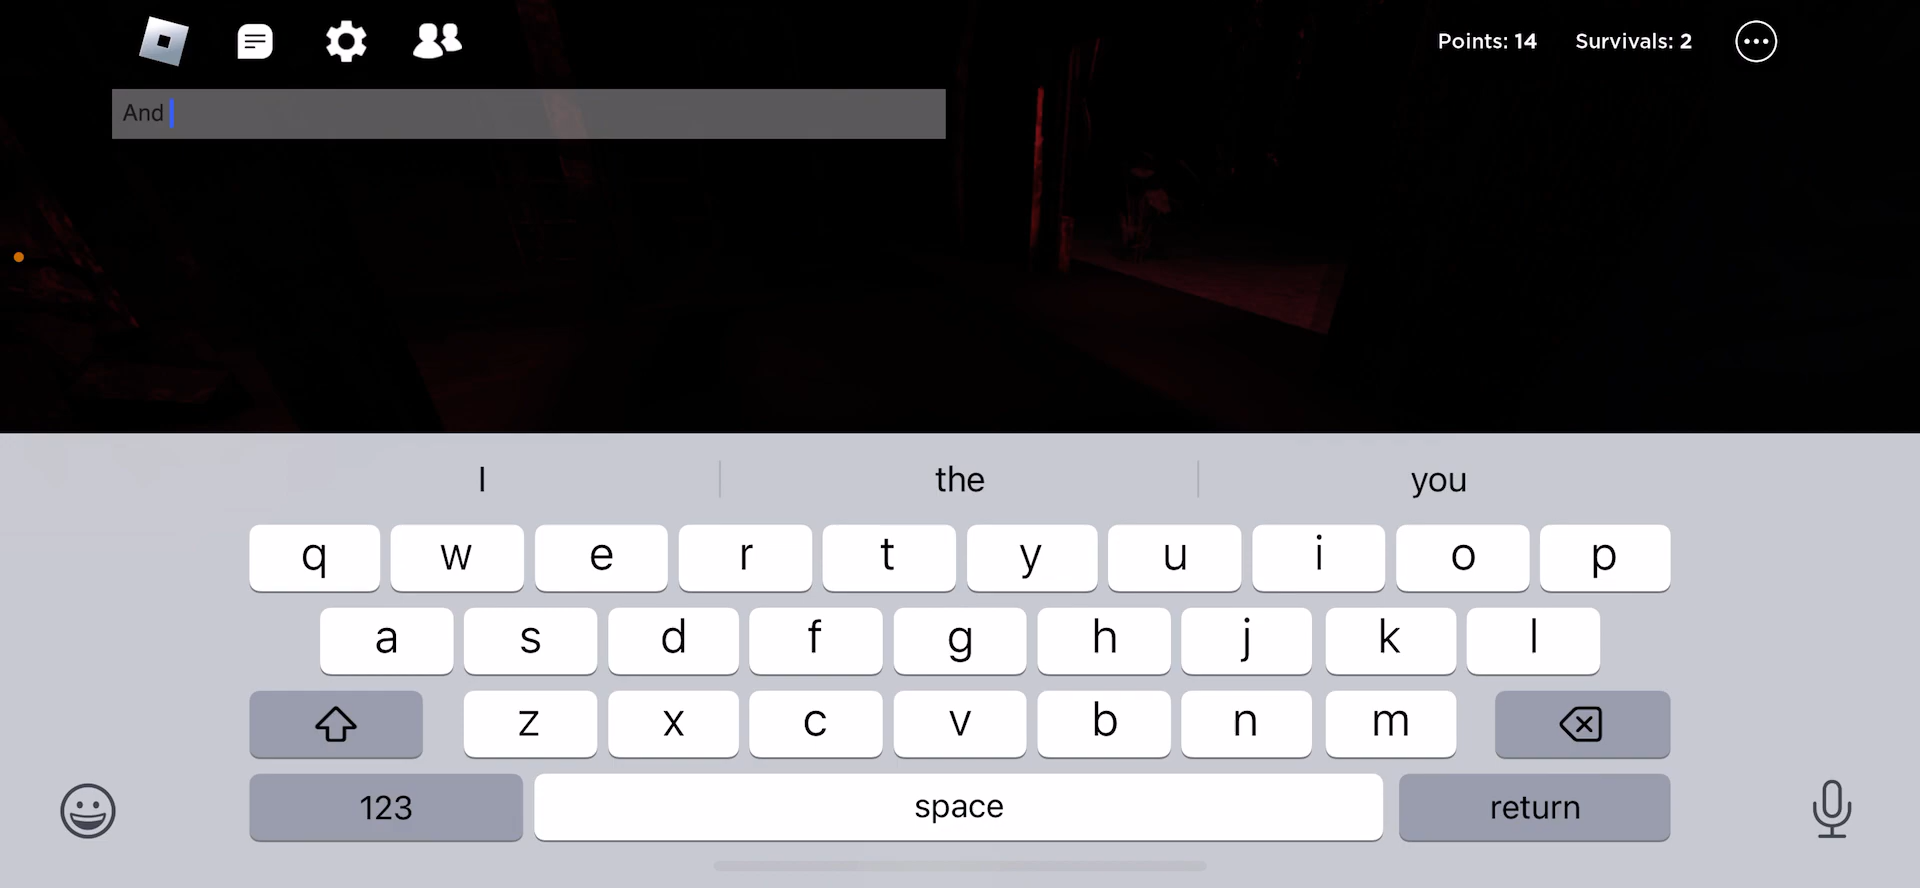 Points: 14 Survivals: 2
And
I the you
q w e r t y u i o p
a s d f g h j k l
z x c v b n m
123 space return